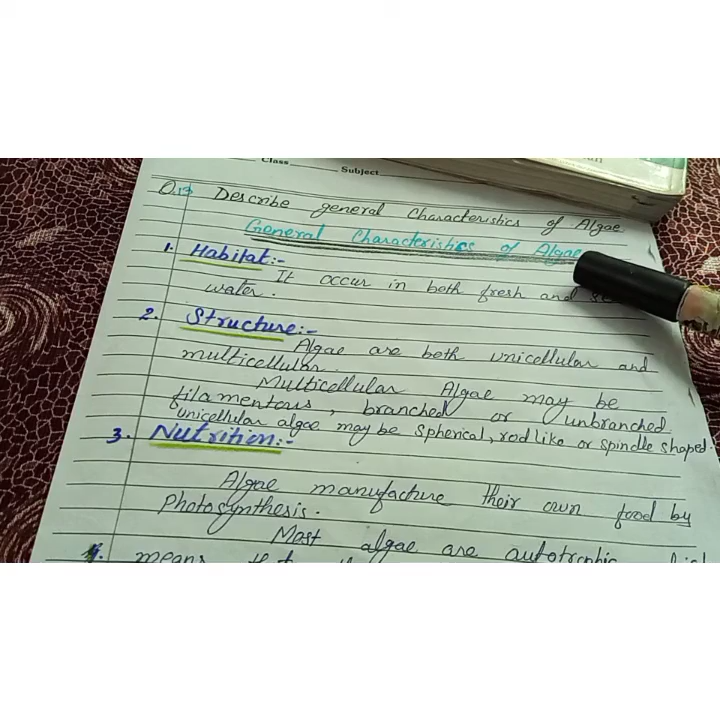 Class Subject
Q.13 Describe general Characteristics of Algae
General Characteristics of Algae
1. Habitat:-
It occur in both fresh and
water.
2. Structure:-
Algae are both unicellular and
multicellular.
Multicellular Algae may be
filamentous, branched or unbranched
unicellular algae may be spherical, rod like or spindle shaped.
3. Nutrition:-
Algae manufacture their own food by
Photosynthesis.
Most algae are autotrophic
4. means